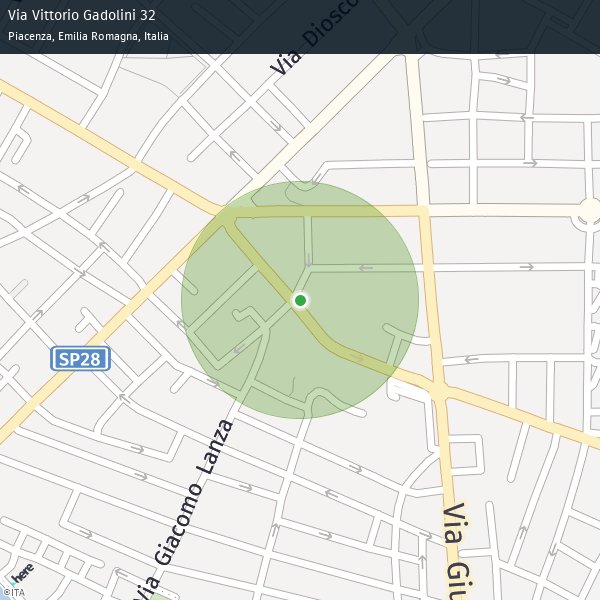 Via Vittorio Gadolini 32
Piacenza, Emilia Romagna, Italia
Via Diosco
SP28
Via Giacomo Lanza
Via Giu
here
©ITA